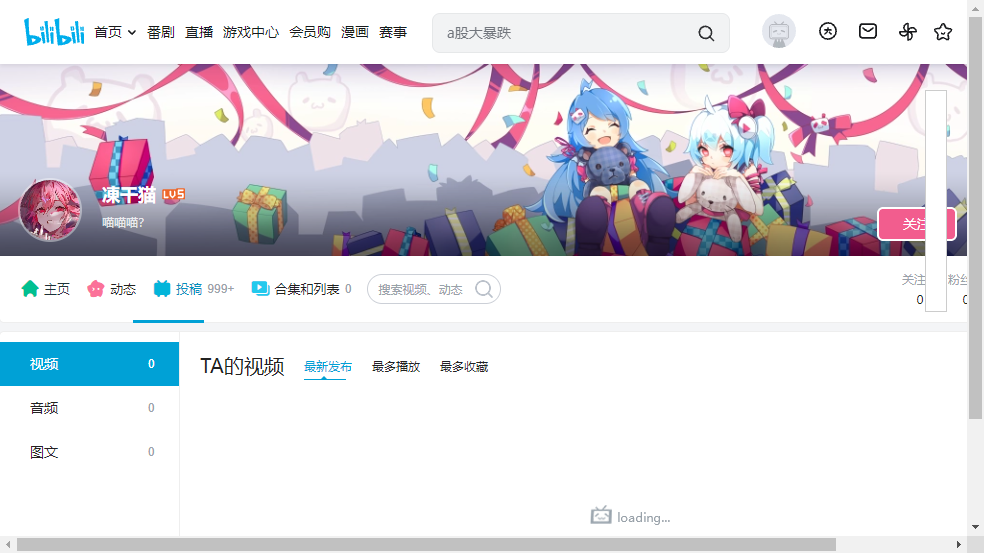 bilibili 首页 番剧 直播 游戏中心 会员购 漫画 赛事 a股大暴跌
凍干猫 LV5
喵喵喵?
关注
主页 动态 投稿 999+ 合集和列表 0 搜索视频、动态
关注 粉丝
0 0
视频 0
音频 0
图文 0
TA的视频 最新发布 最多播放 最多收藏
loading...